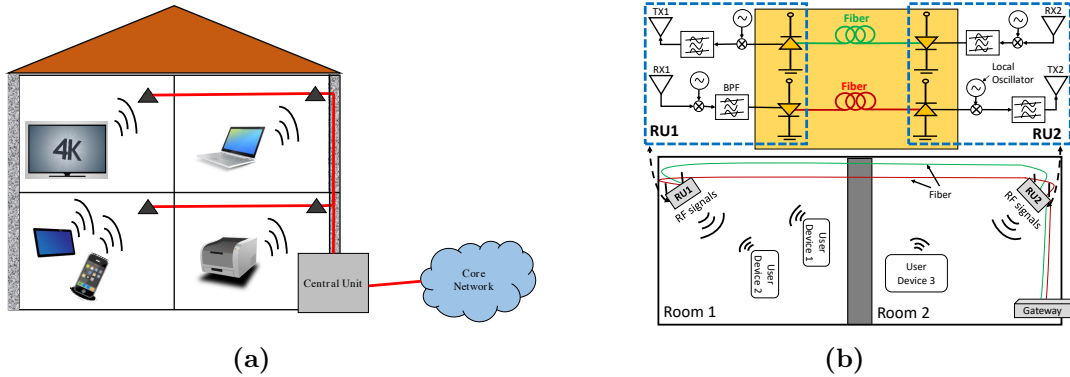 4K
Central Unit
Core
Network
(a)
TX1
Fiber
RX2
RX1
BPF
Fiber
Local
Oscillator
TX2
RU1
RU2
RU1
RF signals
Fiber
RU2
RF signals
User
Device 1
User
Device 2
User
Device 3
Room 1
Room 2
Gateway
(b)